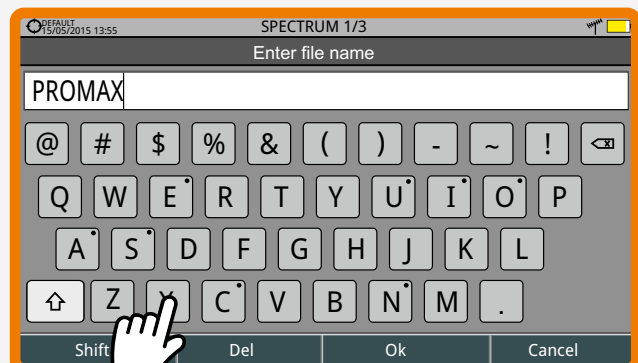 DEFAULT
15/05/2015 13:55 SPECTRUM 1/3
Enter file name
PROMAX
@ # $ % & ( ) - ~ !
Q W E R T Y U I O P
A S D F G H J K L
Z X C V B N M .
Shift Del Ok Cancel